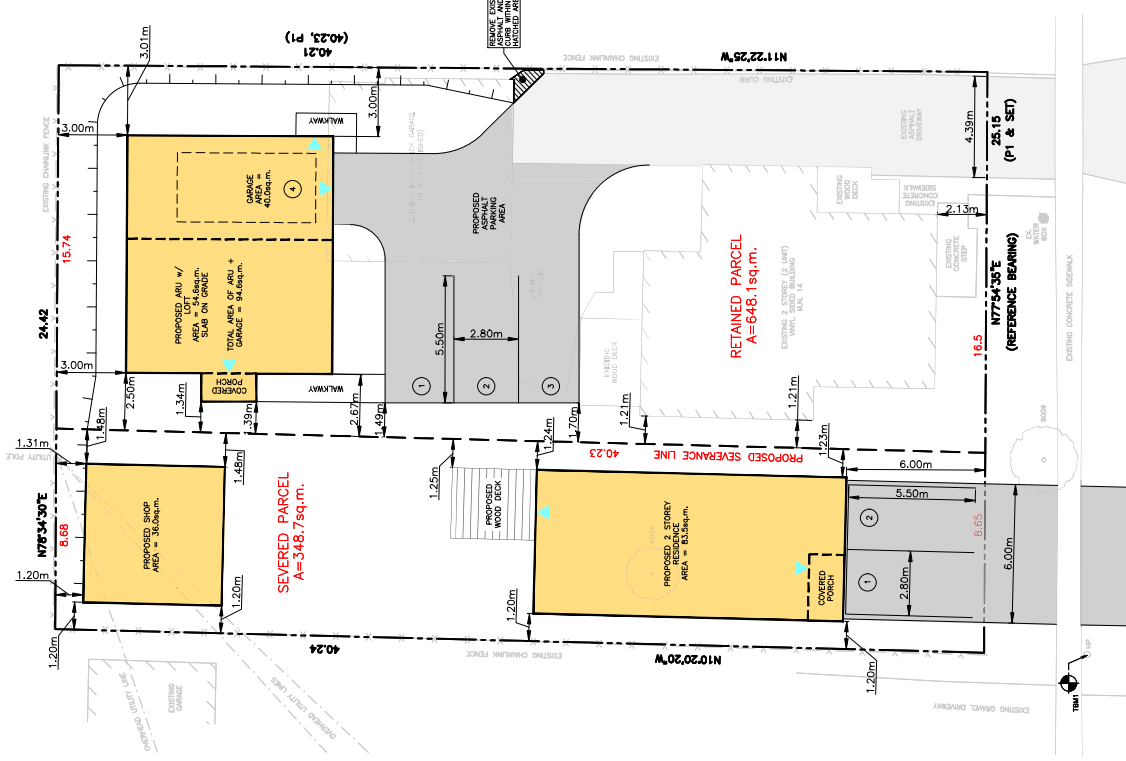 REMOVE EXIS
ASPHALT AND
CURB WITHIN
HATCHED ARE
40.21
(40.23, P1)
3.01m
EXISTING CHAINLINK FENCE
N11°22'25"W
EXISTING CURB
3.00m
3.00m
WALKWAY
EXISTING CHAINLINK FENCE
GARAGE
AREA =
40.0sq.m.
4
PROPOSED
ASPHALT
PARKING
AREA
EXISTING
ASPHALT
DRIVEWAY
4.39m
25.15
(P1 & SET)
EXISTING
WOOD
DECK
EXISTING
CONCRETE
SIDEWALK
2.13m
EX.
WATER
BOX
15.74
24.42
PROPOSED ARU w/
LOFT
AREA = 54.6sq.m.
SLAB ON GRADE
TOTAL AREA OF ARU +
GARAGE = 94.6sq.m.
RETAINED PARCEL
A=648.1sq.m.
EXISTING 2 STOREY (2 UNIT)
VINYL SIDED BUILDING
M.N. 14
EXISTING
CONCRETE
STEP
N77°54'35"E
(REFERENCE BEARING)
EXISTING CONCRETE SIDEWALK
16.5
5.50m
2.80m
EXISTING
WOOD DECK
3.00m
2.50m
1.34m
COVERED
PORCH
WALKWAY
1
2
3
1.39m
2.67m
1.49m
1.70m
1.24m
1.21m
1.21m
1.23m
1.48m
1.31m
UTILITY POLE
1.48m
1.25m
40.23
PROPOSED SEVERANCE LINE
6.00m
5.50m
900ø
N78°34'30"E
8.68
PROPOSED SHOP
AREA = 36.0sq.m.
SEVERED PARCEL
A=348.7sq.m.
PROPOSED
WOOD DECK
PROPOSED 2 STOREY
RESIDENCE
AREA = 83.5sq.m.
600ø
COVERED
PORCH
2
1
2.80m
8.65
6.00m
1.20m
1.20m
1.20m
1.20m
1.20m
40.24
EXISTING CHAINLINK FENCE
N10°20'20"W
HP
TBM1
OVERHEAD UTILITY LINE
EXISTING
GARAGE
OVERHEAD UTILITY LINES
EXISTING GRAVEL DRIVEWAY